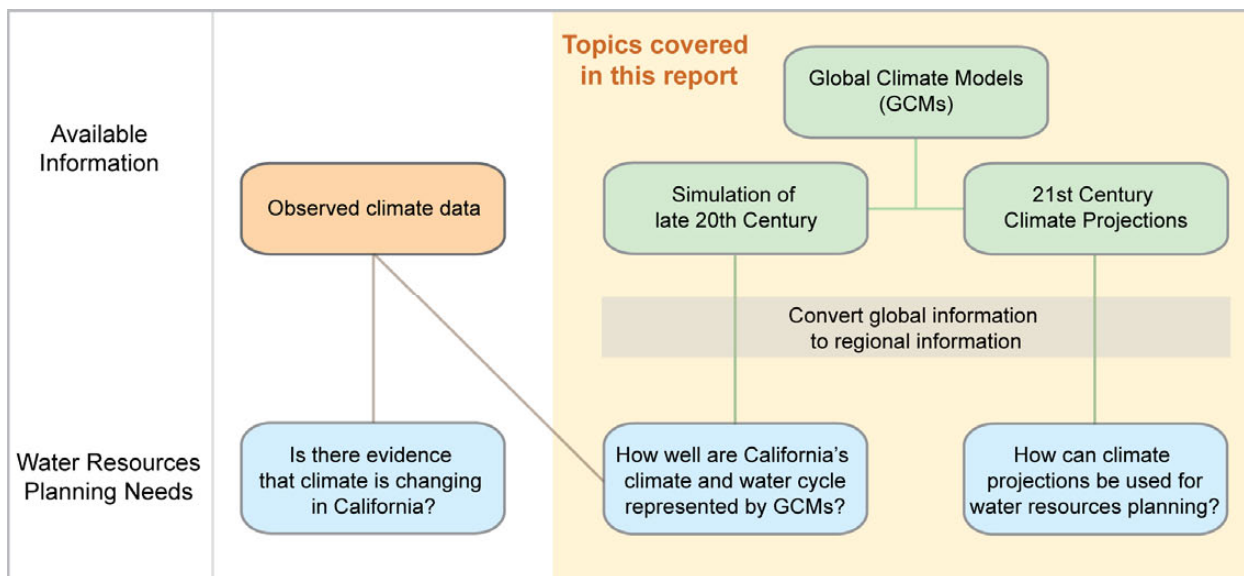 Topics covered
in this report
Global Climate Models
(GCMs)
Available
Information
Observed climate data
Simulation of
late 20th Century
21st Century
Climate Projections
Convert global information
to regional information
Water Resources
Planning Needs
Is there evidence
that climate is changing
in California?
How well are California’s
climate and water cycle
represented by GCMs?
How can climate
projections be used for
water resources planning?